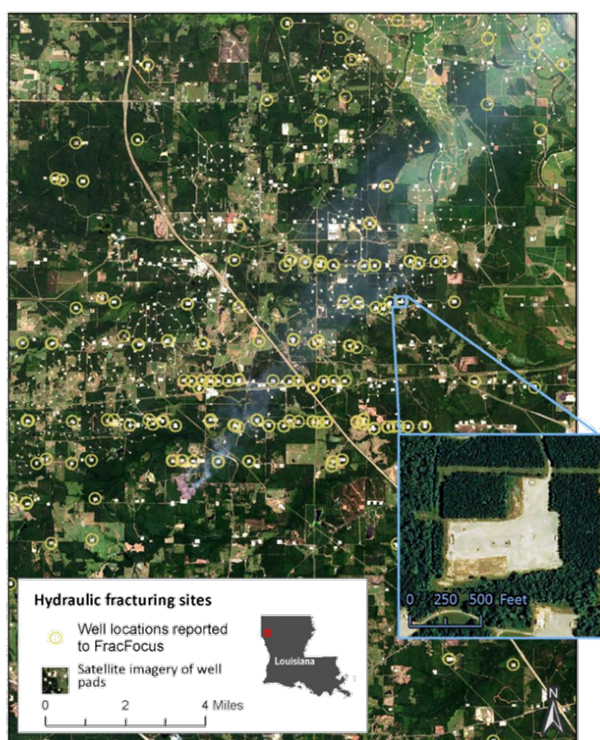 0 250 500 Feet
Hydraulic fracturing sites
Well locations reported
to FracFocus
Satellite imagery of well
pads
Louisiana
0 4 Miles
N